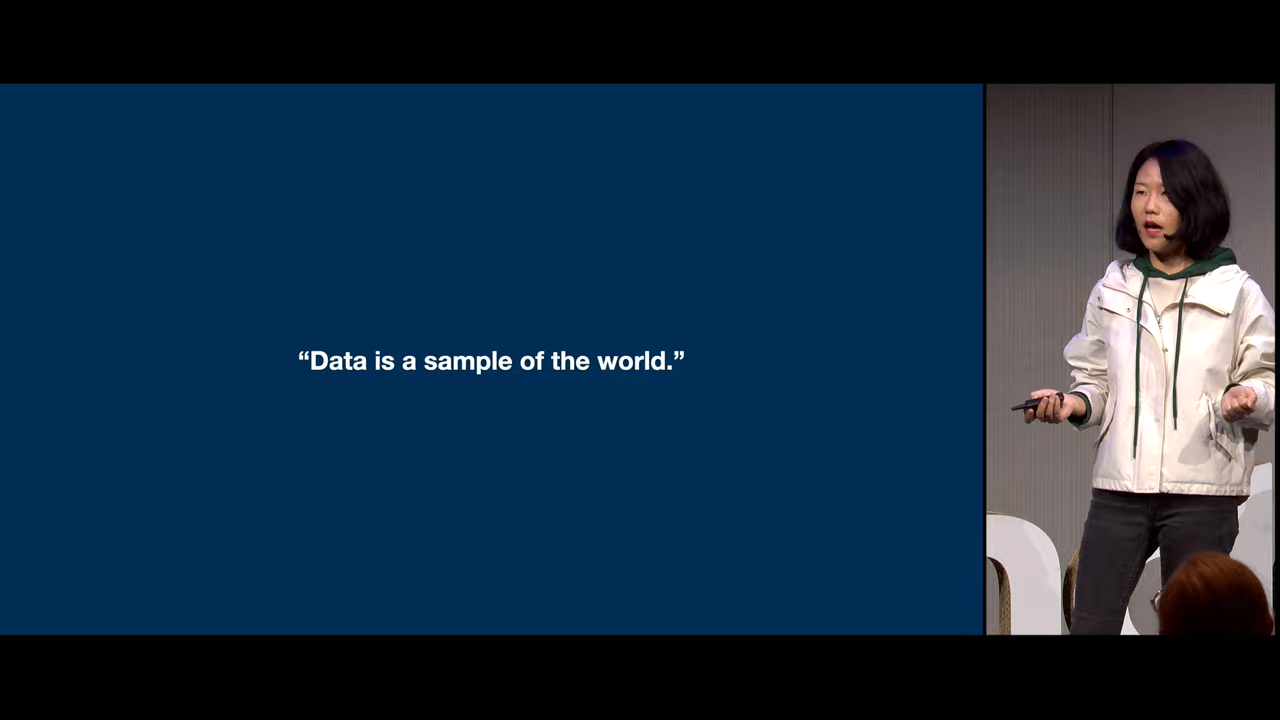 “Data is a sample of the world.”